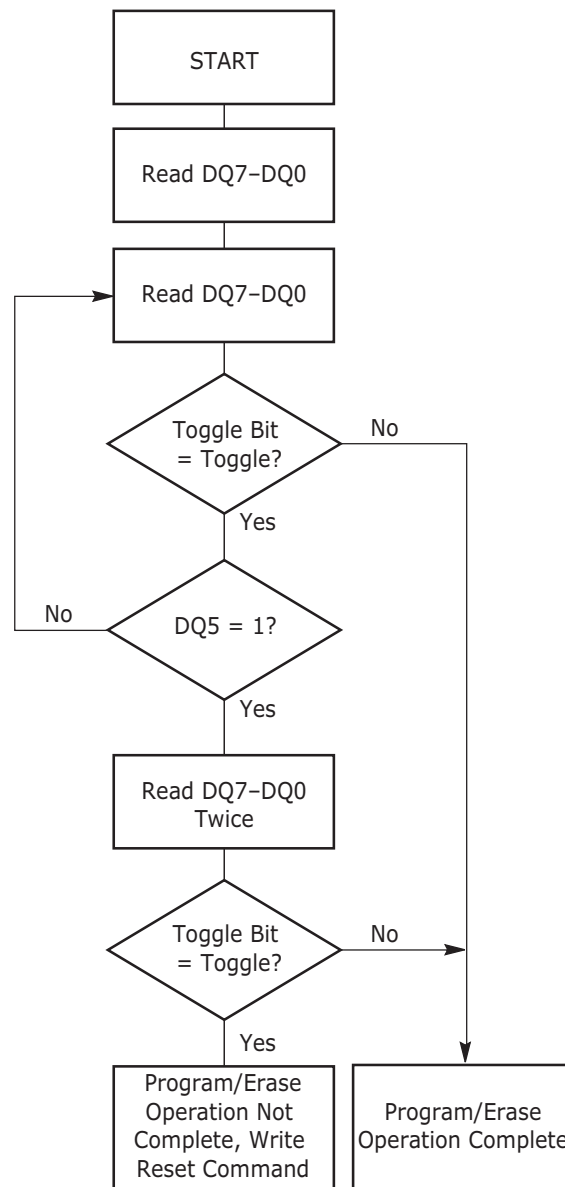 START
Read DQ7–DQ0
Read DQ7–DQ0
Toggle Bit
= Toggle?
No
Yes
No
DQ5 = 1?
Yes
Read DQ7–DQ0
Twice
Toggle Bit
= Toggle?
No
Yes
Program/Erase
Operation Not
Complete, Write
Reset Command
Program/Erase
Operation Complete